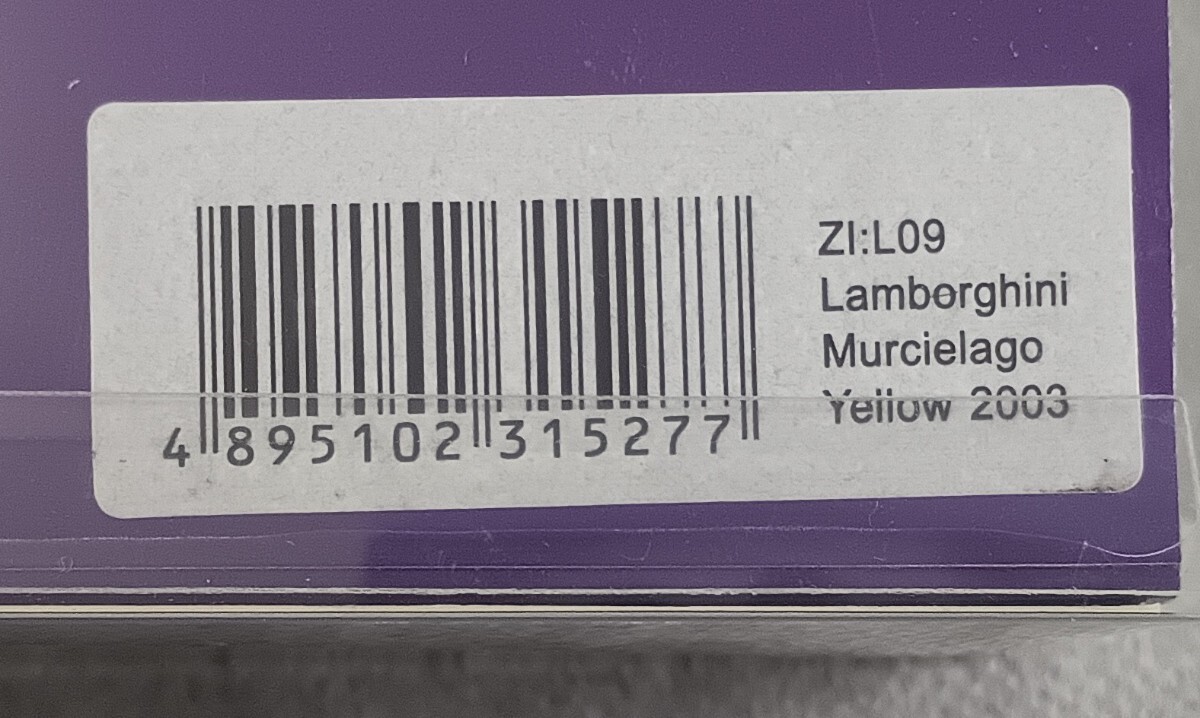 ZI:L09
Lamborghini
Murcielago
Yellow 2003
4 895102 315277